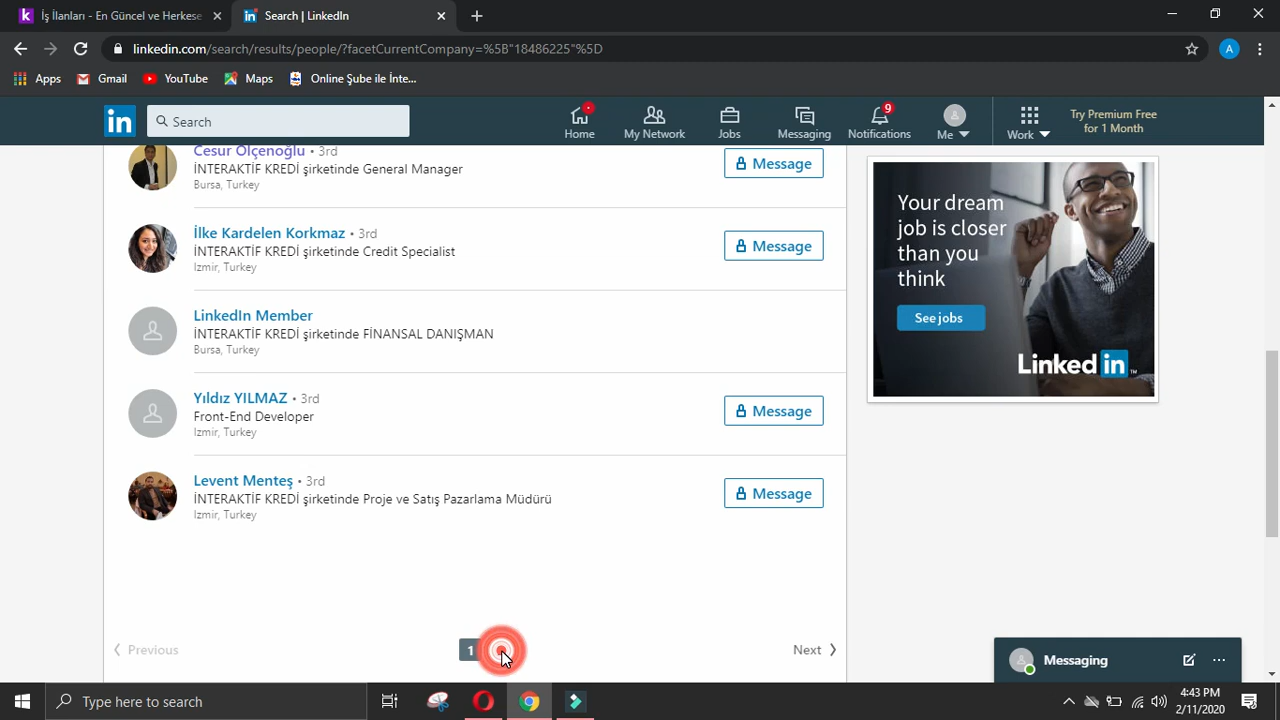 İş İlanları - En Güncel ve Herkese
Search | LinkedIn
linkedin.com/search/results/people/?facetCurrentCompany=%5B"18486225"%5D
A
Apps
Gmail
YouTube
Maps
Online Şube ile İnte...
in
Search
Home
My Network
Jobs
Messaging
9
Notifications
Me
Work
Try Premium Free
for 1 Month
Cesur Olçenoğlu • 3rd
İNTERAKTİF KREDİ şirketinde General Manager
Bursa, Turkey
Message
İlke Kardelen Korkmaz • 3rd
İNTERAKTİF KREDİ şirketinde Credit Specialist
Izmir, Turkey
Message
LinkedIn Member
İNTERAKTİF KREDİ şirketinde FİNANSAL DANIŞMAN
Bursa, Turkey
Yıldız YILMAZ • 3rd
Front-End Developer
Izmir, Turkey
Message
Levent Menteş • 3rd
İNTERAKTİF KREDİ şirketinde Proje ve Satış Pazarlama Müdürü
Izmir, Turkey
Message
Previous
1
Next
Your dream
job is closer
than you
think
See jobs
Linked in
Messaging
Type here to search
4:43 PM
2/11/2020